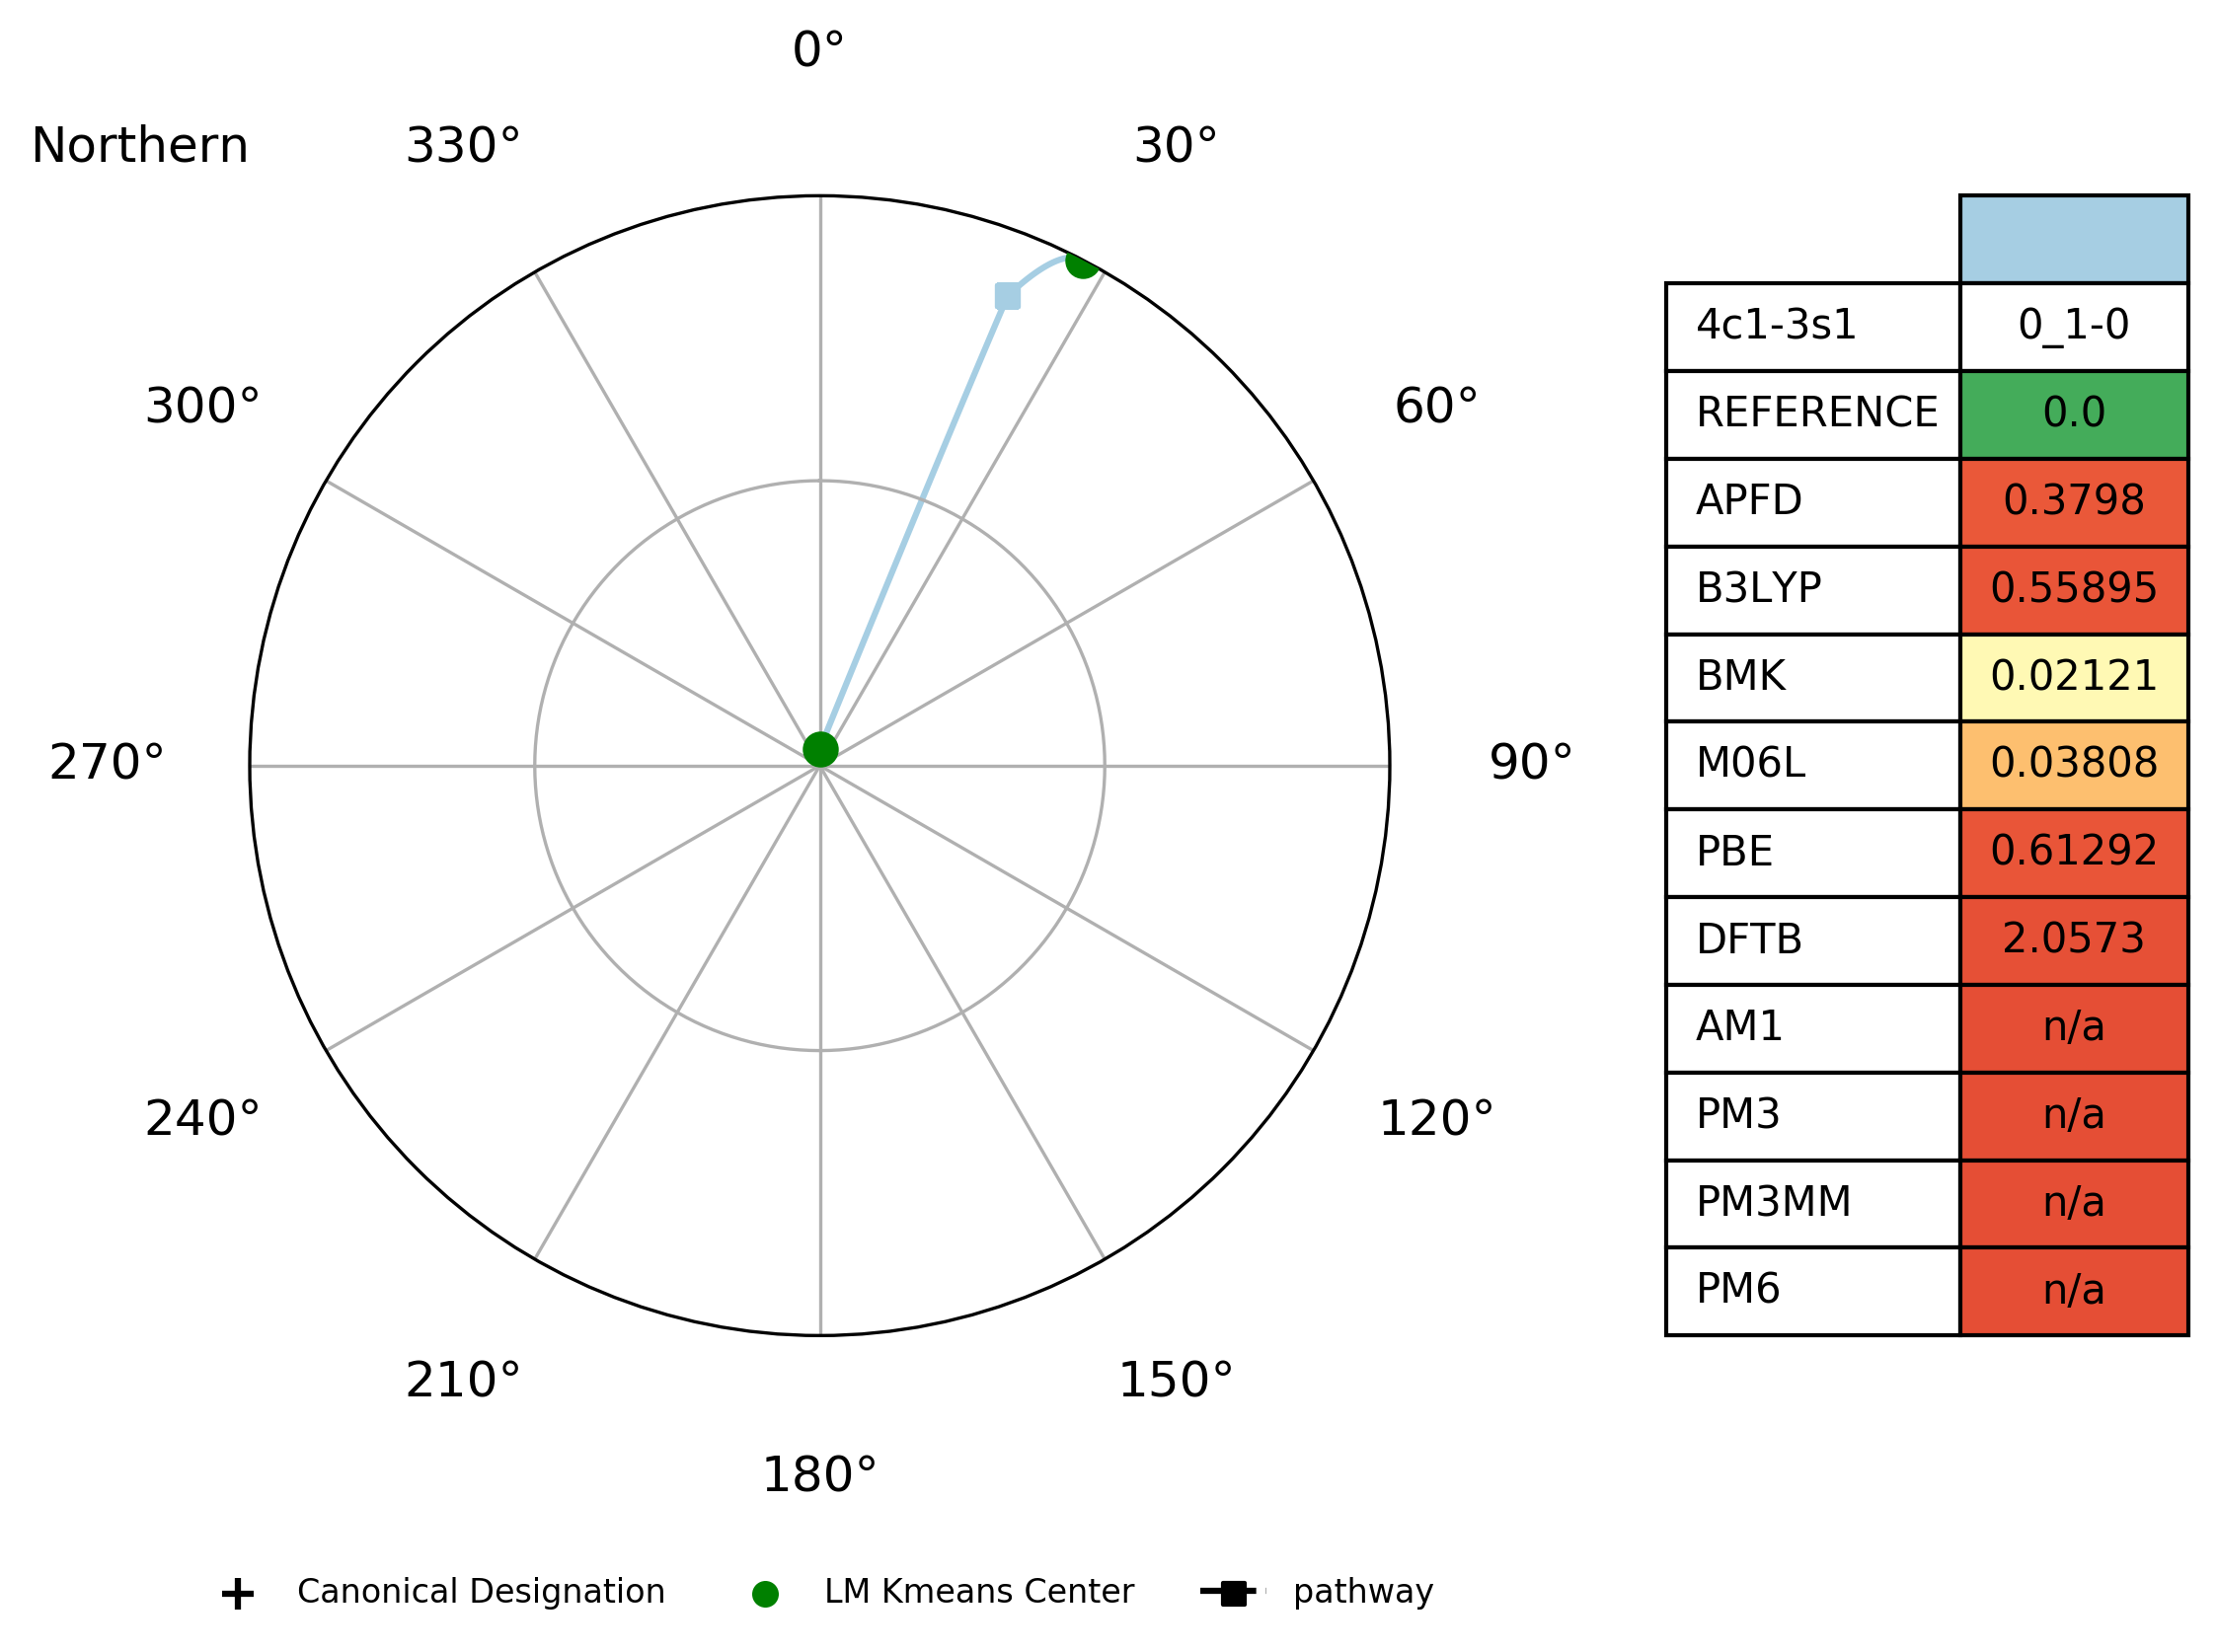 0°
Northern
330°
30°
300°
60°
270°
90°
240°
120°
210°
150°
180°
4c1-3s1 0_1-0
REFERENCE 0.0
APFD 0.3798
B3LYP 0.55895
BMK 0.02121
M06L 0.03808
PBE 0.61292
DFTB 2.0573
AM1 n/a
PM3 n/a
PM3MM n/a
PM6 n/a
Canonical Designation
LM Kmeans Center
pathway